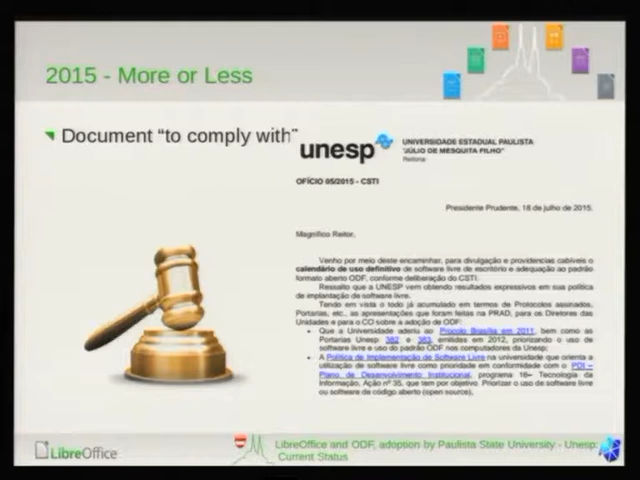 2015 - More or Less
Document “to comply with”
unesp
UNIVERSIDADE ESTADUAL PAULISTA
"JÚLIO DE MESQUITA FILHO"
Reitoria
OFÍCIO 05/2015 - CSTI
Presidente Prudente, 18 de julho de 2015.
Magnífico Reitor,
Venho por meio deste encaminhar, para divulgação e providencias cabíveis o
calendário de uso definitivo de software livre de escritório e adequação ao padrão
formato aberto ODF, conforme deliberação do CSTI.
Ressalto que a UNESP vem obtendo resultados expressivos em sua política
de implantação de software livre.
Tendo em vista o todo já acumulado em termos de Protocolos assinados,
Portarias, etc., as apresentações que foram feitas na PRAD, para os Diretores das
Unidades e para o CO sobre a adoção de ODF:
• Que a Universidade aderiu ao Procolo Brasília em 2011, bem como as
Portarias Unesp 382 e 383, emitidas em 2012, priorizando o uso de
software livre e uso do padrão ODF nos computadores da Unesp;
• A Política de Implementação de Software Livre na universidade que orienta a
utilização de software livre como prioridade em conformidade com o PDI –
Plano de Desenvolvimento Institucional, programa 16– Tecnologia da
Informação, Ação nº 35, que tem por objetivo. Priorizar o uso de software livre
ou software de código aberto (open source),
LibreOffice
LibreOffice and ODF, adoption by Paulista State University - Unesp:
Current Status